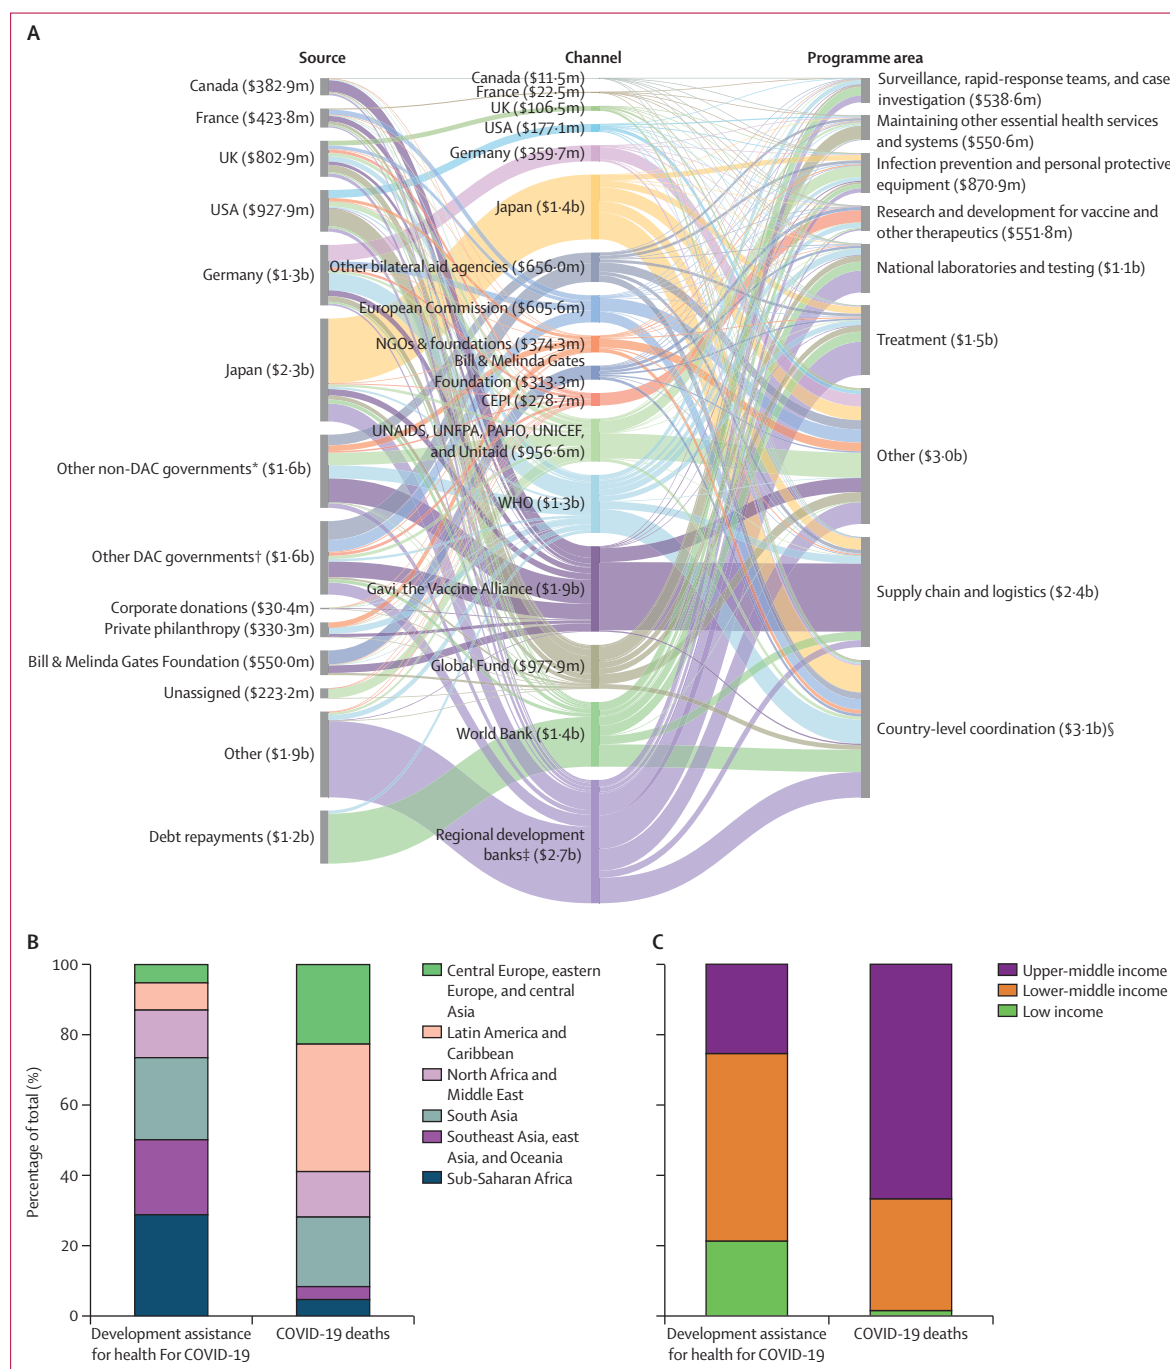 A
Source
Channel
Programme area
Canada ($382·9m)
France ($423·8m)
UK ($802·9m)
USA ($927·9m)
Germany ($1·3b)
Japan ($2·3b)
Other non-DAC governments* ($1·6b)
Other DAC governments† ($1·6b)
Corporate donations ($30·4m)
Private philanthropy ($330·3m)
Bill & Melinda Gates Foundation ($550·0m)
Unassigned ($223·2m)
Other ($1·9b)
Debt repayments ($1·2b)
Canada ($11·5m)
France ($22·5m)
UK ($106·5m)
USA ($177·1m)
Germany ($359·7m)
Japan ($1·4b)
Other bilateral aid agencies ($656·0m)
European Commission ($605·6m)
NGOs & foundations ($374·3m)
Bill & Melinda Gates
Foundation ($313·3m)
CEPI ($278·7m)
UNAIDS, UNFPA, PAHO, UNICEF,
and Unitaid ($956·6m)
WHO ($1·3b)
Gavi, the Vaccine Alliance ($1·9b)
Global Fund ($977·9m)
World Bank ($1·4b)
Regional development
banks‡ ($2·7b)
Surveillance, rapid-response teams, and case
investigation ($538·6m)
Maintaining other essential health services
and systems ($550·6m)
Infection prevention and personal protective
equipment ($870·9m)
Research and development for vaccine and
other therapeutics ($551·8m)
National laboratories and testing ($1·1b)
Treatment ($1·5b)
Other ($3·0b)
Supply chain and logistics ($2·4b)
Country-level coordination ($3·1b)§
B
Percentage of total (%)
100
80
60
40
20
0
Development assistance
for health For COVID-19
COVID-19 deaths
Central Europe, eastern
Europe, and central
Asia
Latin America and
Caribbean
North Africa and
Middle East
South Asia
Southeast Asia, east
Asia, and Oceania
Sub-Saharan Africa
C
Development assistance
for health for COVID-19
COVID-19 deaths
Upper-middle income
Lower-middle income
Low income